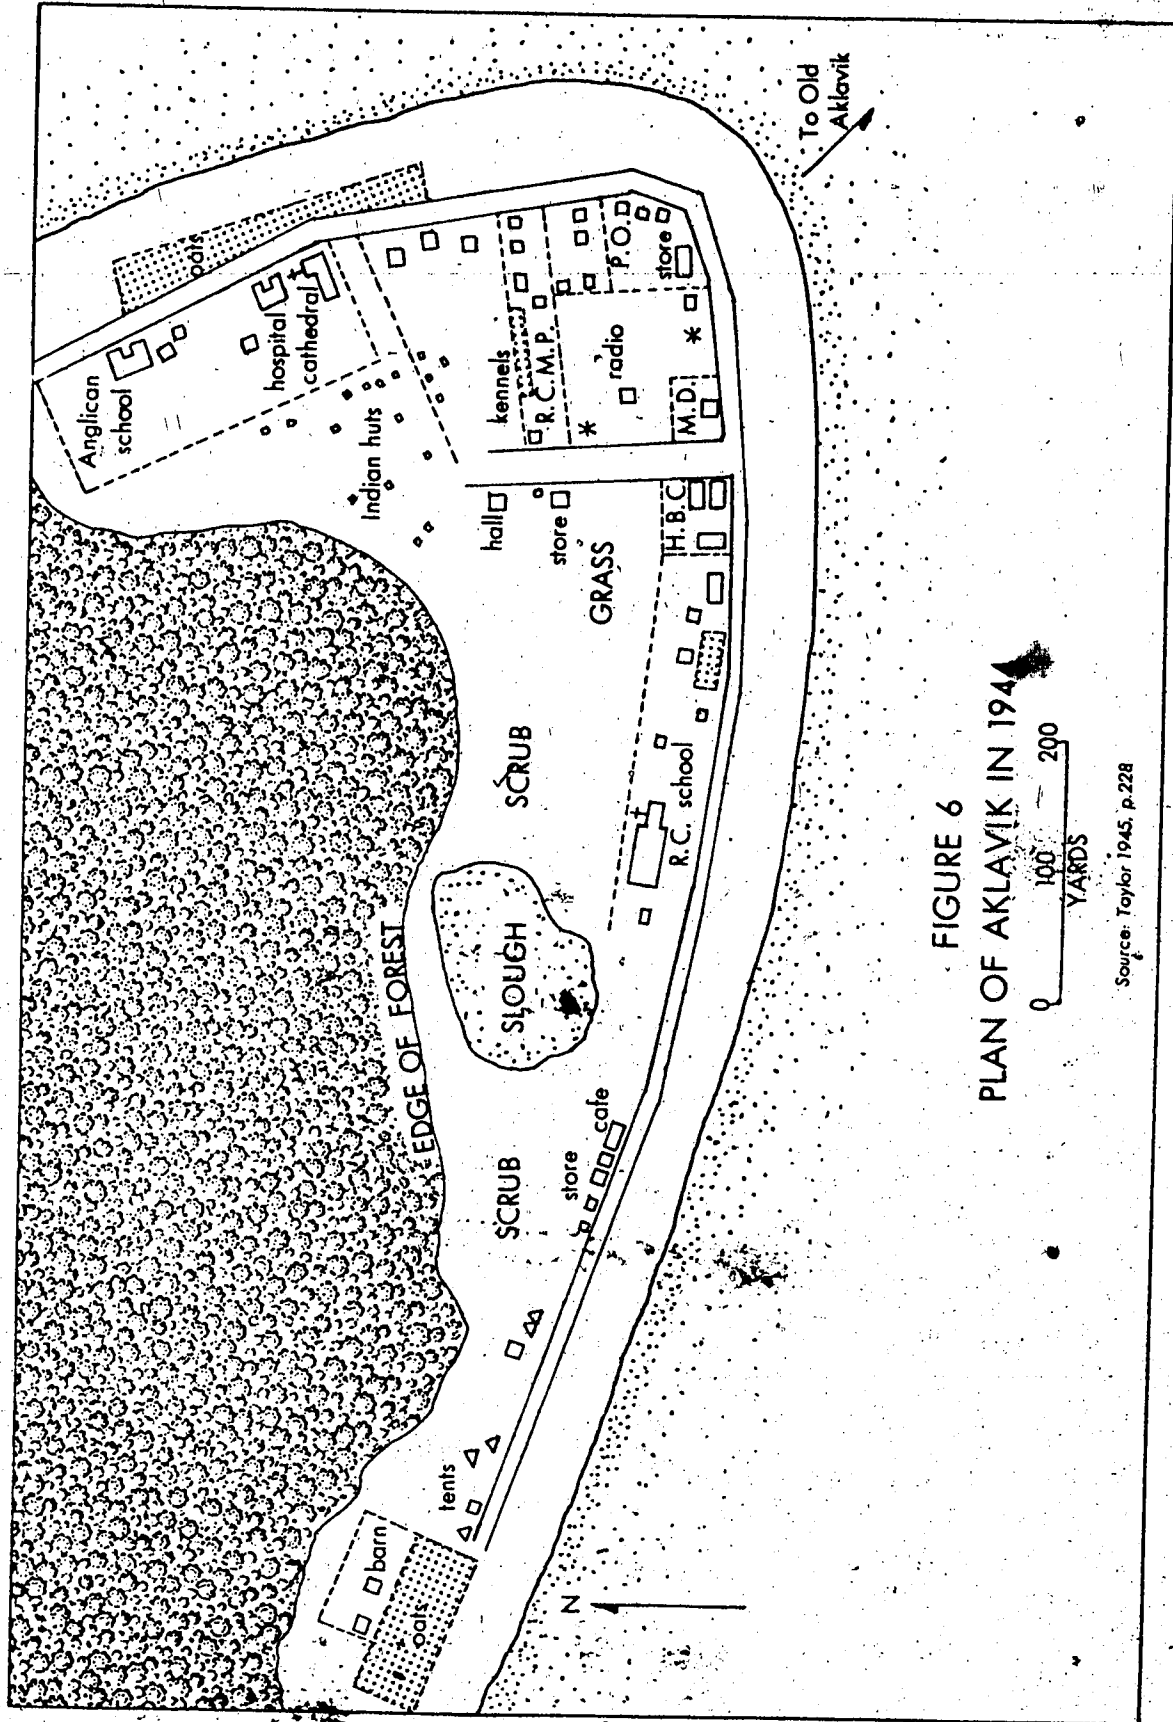 oats
Anglican
school
hospital
cathedral
Indian huts
kennels
R.C.M.P.
P.O.
store
radio
M.D.
hall
store
GRASS
H.B.C.
SCRUB
R.C. school
EDGE OF FOREST
SLOUGH
SCRUB
store
cafe
tents
barn
oats
N
To Old
Aklavik
FIGURE 6
PLAN OF AKLAVIK IN 194
0 100 200
YARDS
Source: Taylor 1945, p.228